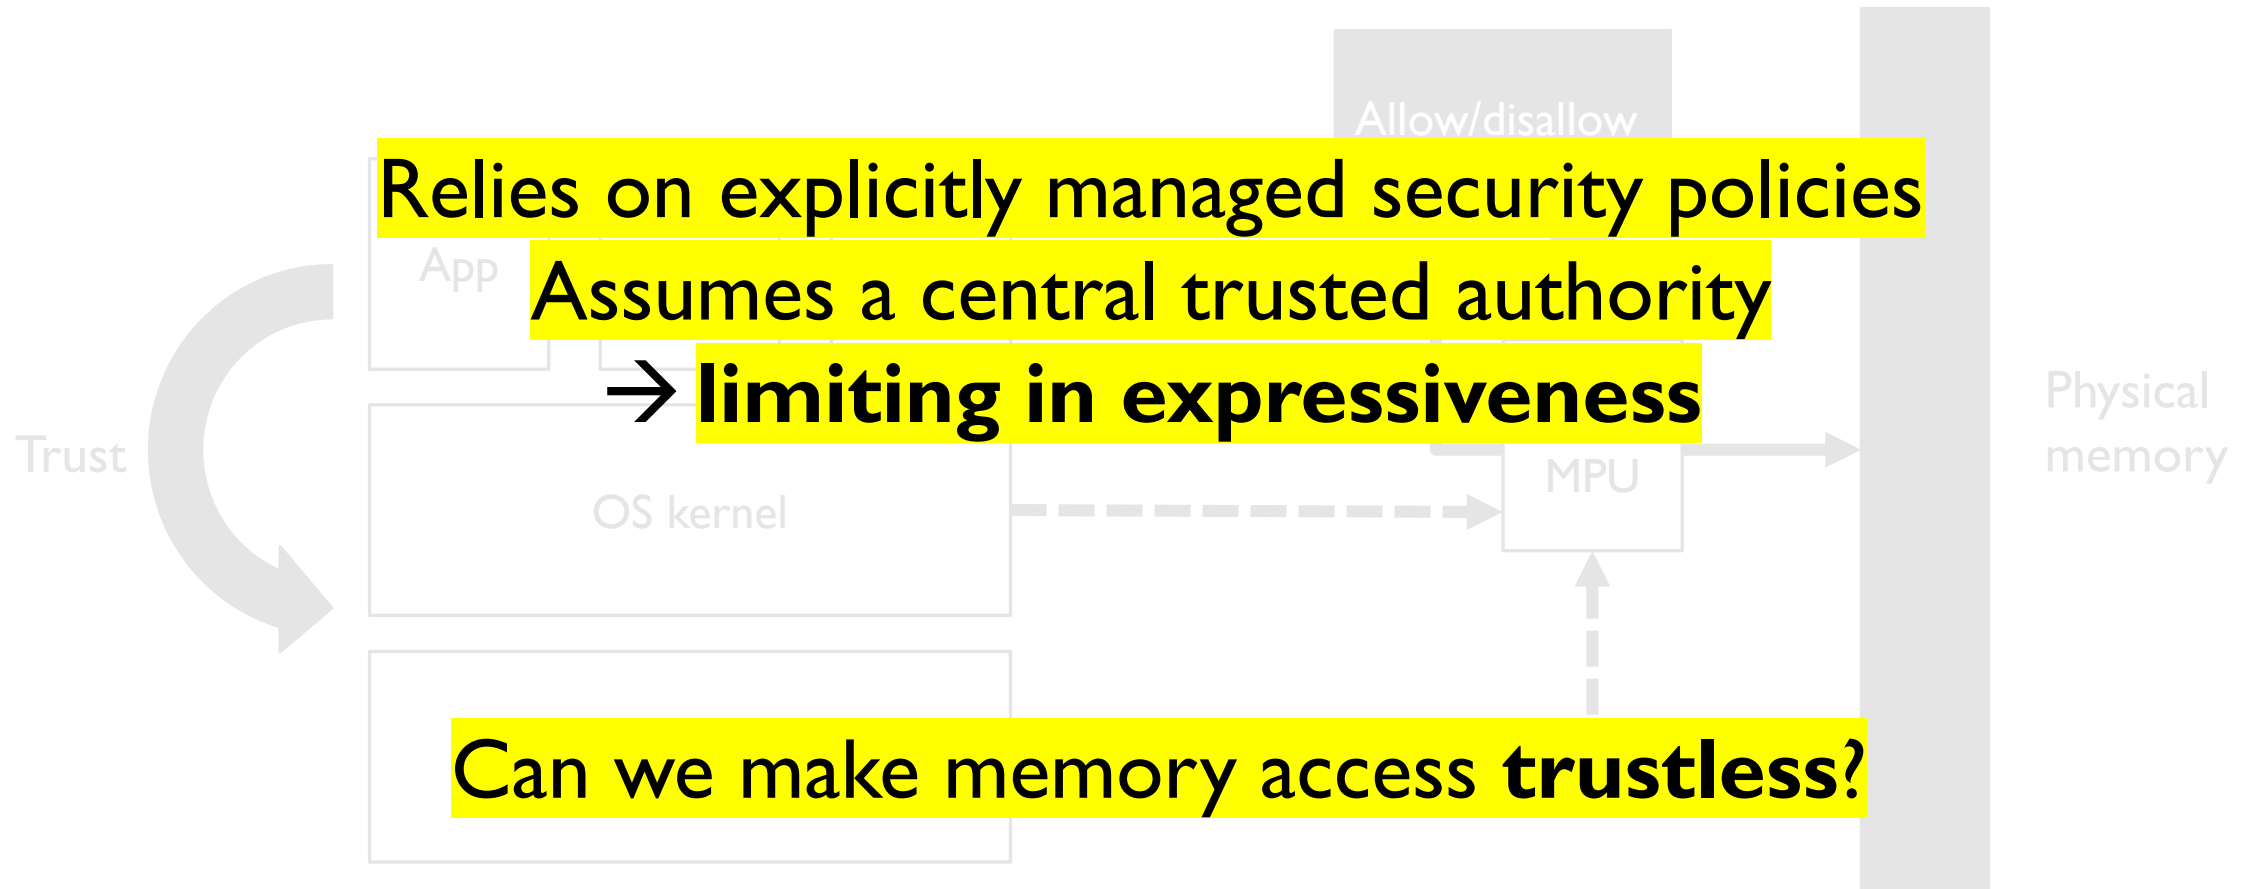 Allow/disallow
Relies on explicitly managed security policies
App
Assumes a central trusted authority
→ limiting in expressiveness
Trust
OS kernel
MPU
Physical
memory
Can we make memory access trustless?